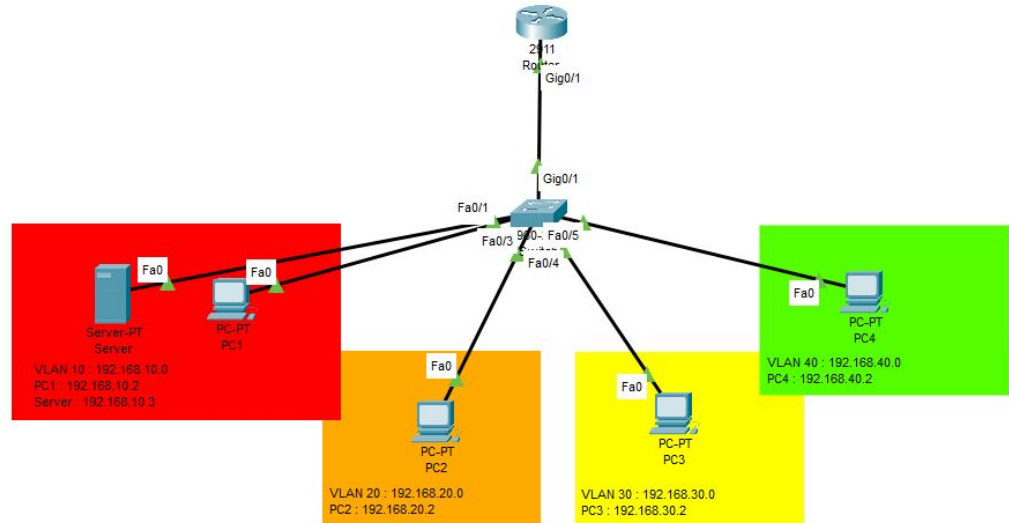 2911
Router
Gig0/1
Gig0/1
Fa0/1
Fa0/3
Fa0/5
Fa0/4
Fa0
Fa0
Server-PT
Server
PC-PT
PC1
VLAN 10 : 192.168.10.0
PC1 : 192.168.10.2
Server : 192.168.10.3
Fa0
PC-PT
PC2
VLAN 20 : 192.168.20.0
PC2 : 192.168.20.2
Fa0
PC-PT
PC3
VLAN 30 : 192.168.30.0
PC3 : 192.168.30.2
Fa0
PC-PT
PC4
VLAN 40 : 192.168.40.0
PC4 : 192.168.40.2